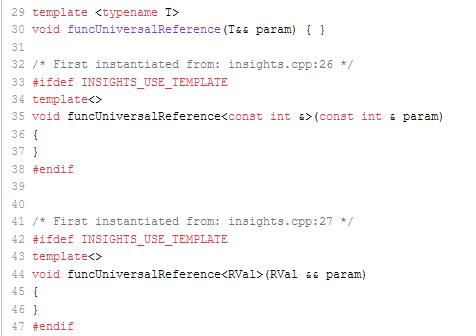 29 template <typename T>
30 void funcUniversalReference(T&& param) { }
31
32 /* First instantiated from: insights.cpp:26 */
33 #ifdef INSIGHTS_USE_TEMPLATE
34 template<>
35 void funcUniversalReference<const int &>(const int & param)
36 {
37 }
38 #endif
39
40
41 /* First instantiated from: insights.cpp:27 */
42 #ifdef INSIGHTS_USE_TEMPLATE
43 template<>
44 void funcUniversalReference<RVal>(RVal && param)
45 {
46 }
47 #endif